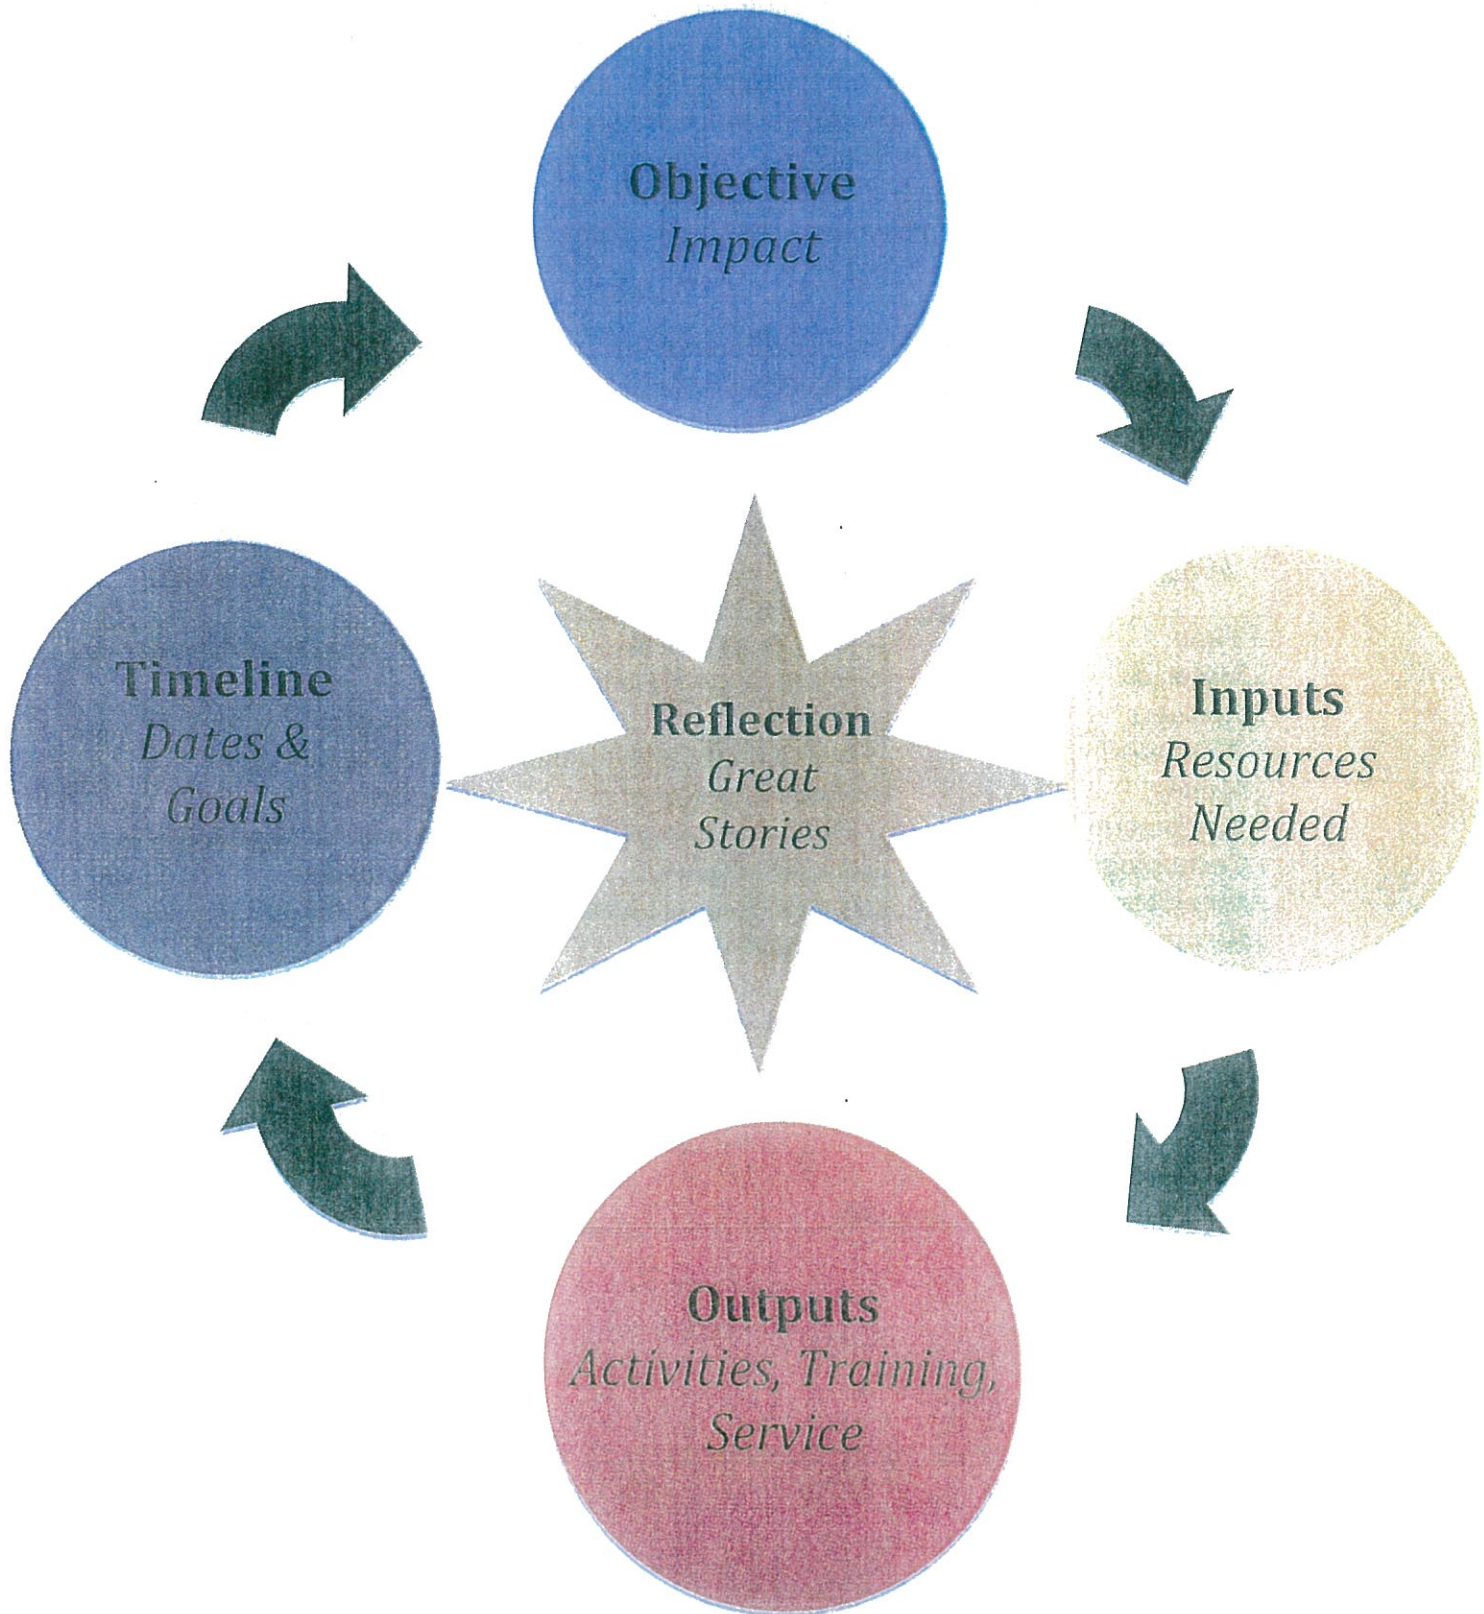 Objective
Impact
Timeline
Dates &
Goals
Reflection
Great
Stories
Inputs
Resources
Needed
Outputs
Activities, Training,
Service